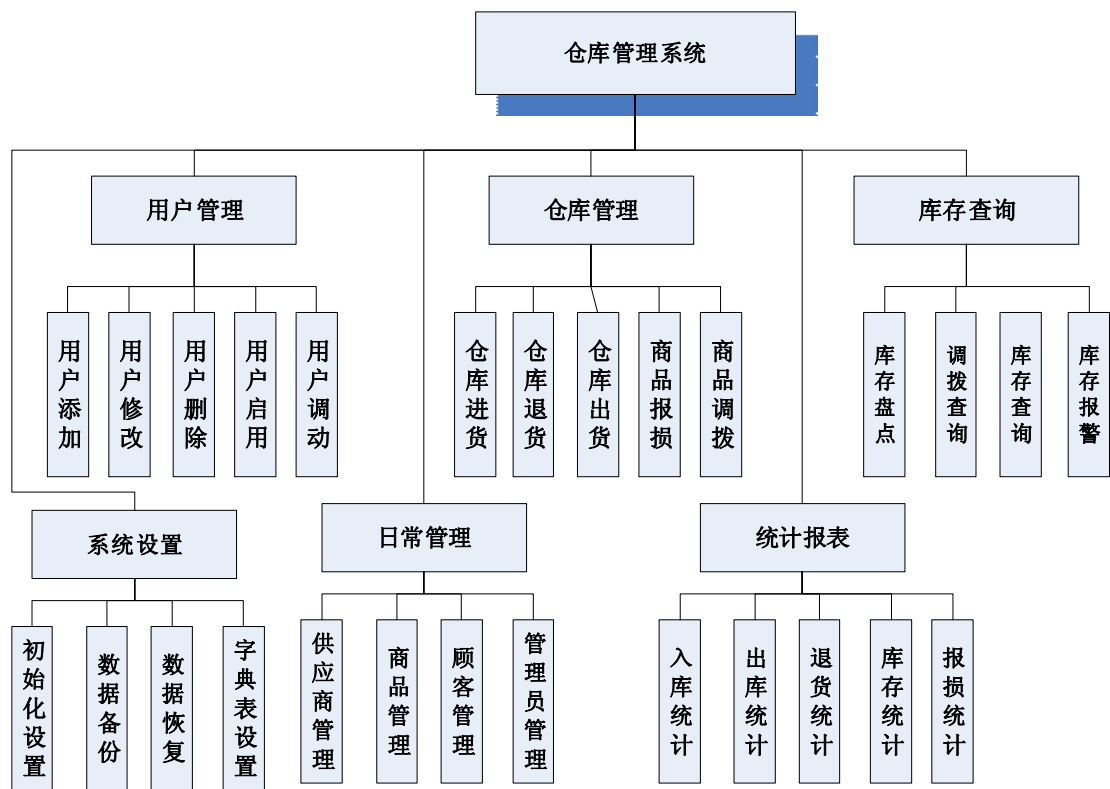 仓库管理系统
用户管理
仓库管理
库存查询
用户添加
用户修改
用户删除
用户启用
用户调动
仓库进货
仓库退货
仓库出货
商品报损
商品调拨
库存盘点
调拨查询
库存查询
库存报警
系统设置
日常管理
统计报表
初始化设置
数据备份
数据恢复
字典表设置
供应商管理
商品管理
顾客管理
管理员管理
入库统计
出库统计
退货统计
库存统计
报损统计